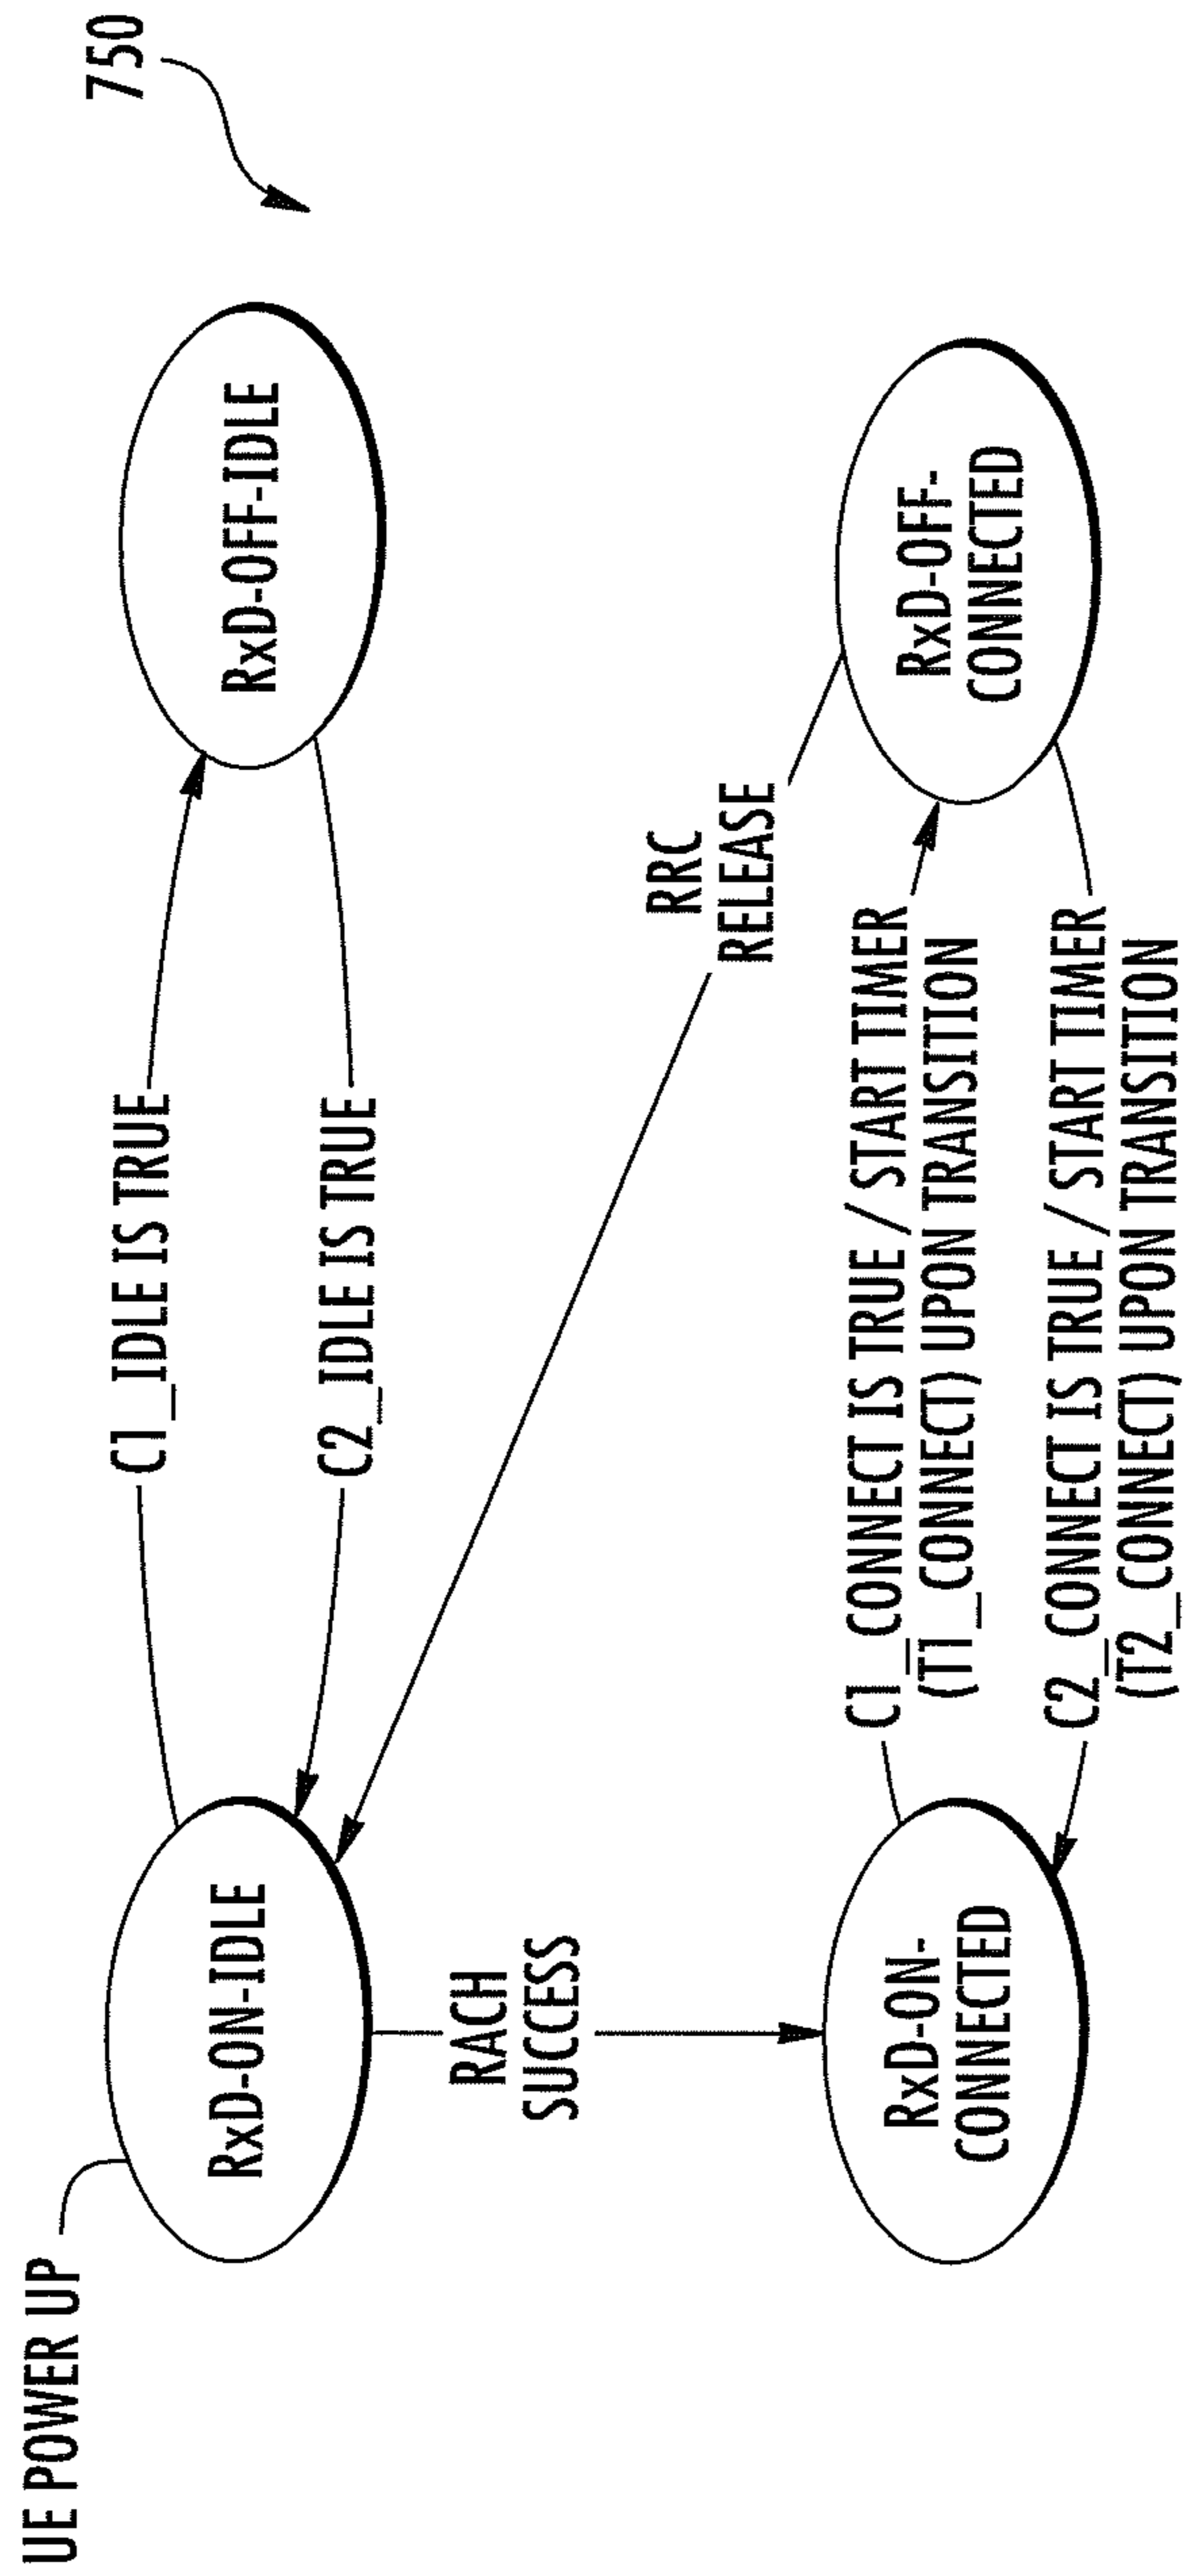 750
UE POWER UP
RxD-ON-IDLE
C1_IDLE IS TRUE
C2_IDLE IS TRUE
RxD-OFF-IDLE
RACH
SUCCESS
RRC
RELEASE
RxD-ON-
CONNECTED
C1_CONNECT IS TRUE / START TIMER
(T1_CONNECT) UPON TRANSITION
C2_CONNECT IS TRUE / START TIMER
(T2_CONNECT) UPON TRANSITION
RxD-OFF-
CONNECTED